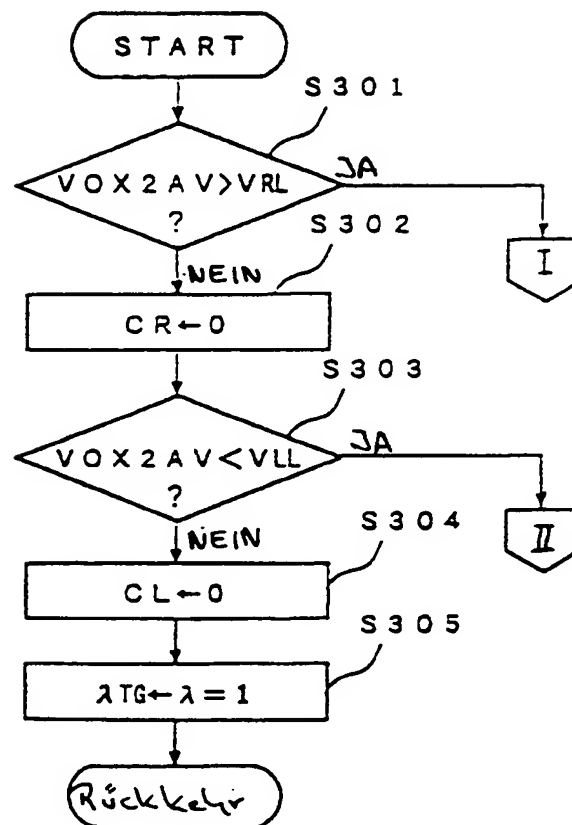 START
S301
VOX2AV>VRL
?
JA
I
NEIN
S302
CR←0
S303
VOX2AV<VLL
?
JA
II
NEIN
S304
CL←0
S305
λTG←λ=1
Rückkehr